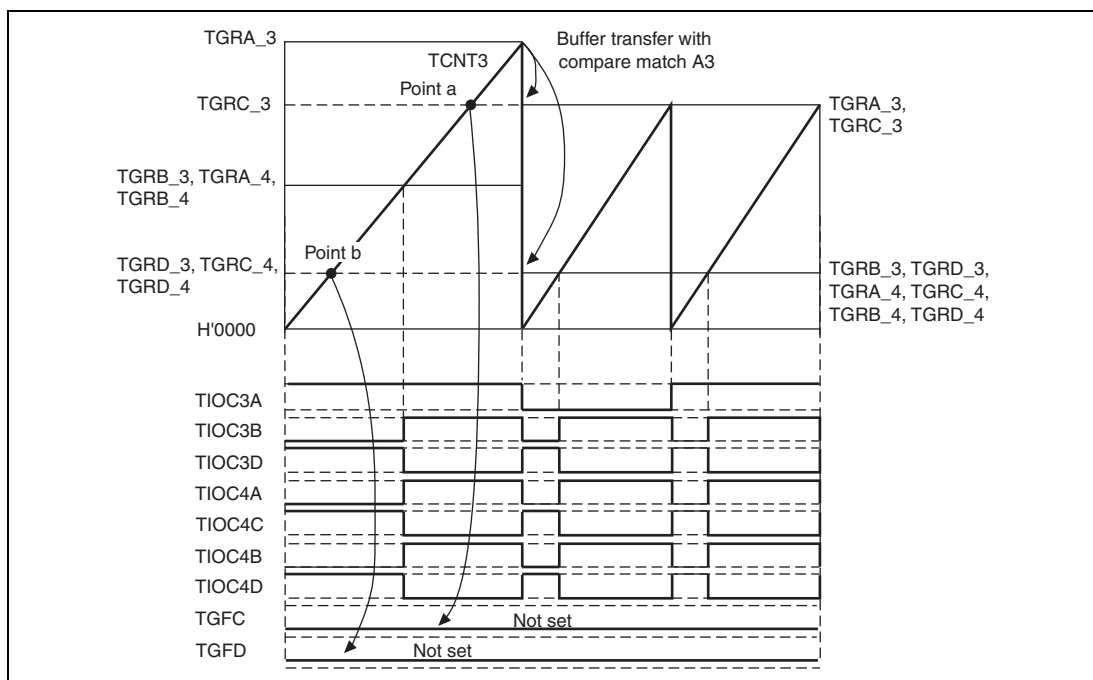 TGRA_3
TCNT3
Buffer transfer with
compare match A3
Point a
TGRC_3
TGRA_3,
TGRC_3
TGRB_3, TGRA_4,
TGRB_4
Point b
TGRD_3, TGRC_4,
TGRD_4
TGRB_3, TGRD_3,
TGRA_4, TGRC_4,
TGRB_4, TGRD_4
H'0000
TIOC3A
TIOC3B
TIOC3D
TIOC4A
TIOC4C
TIOC4B
TIOC4D
TGFC
Not set
TGFD
Not set